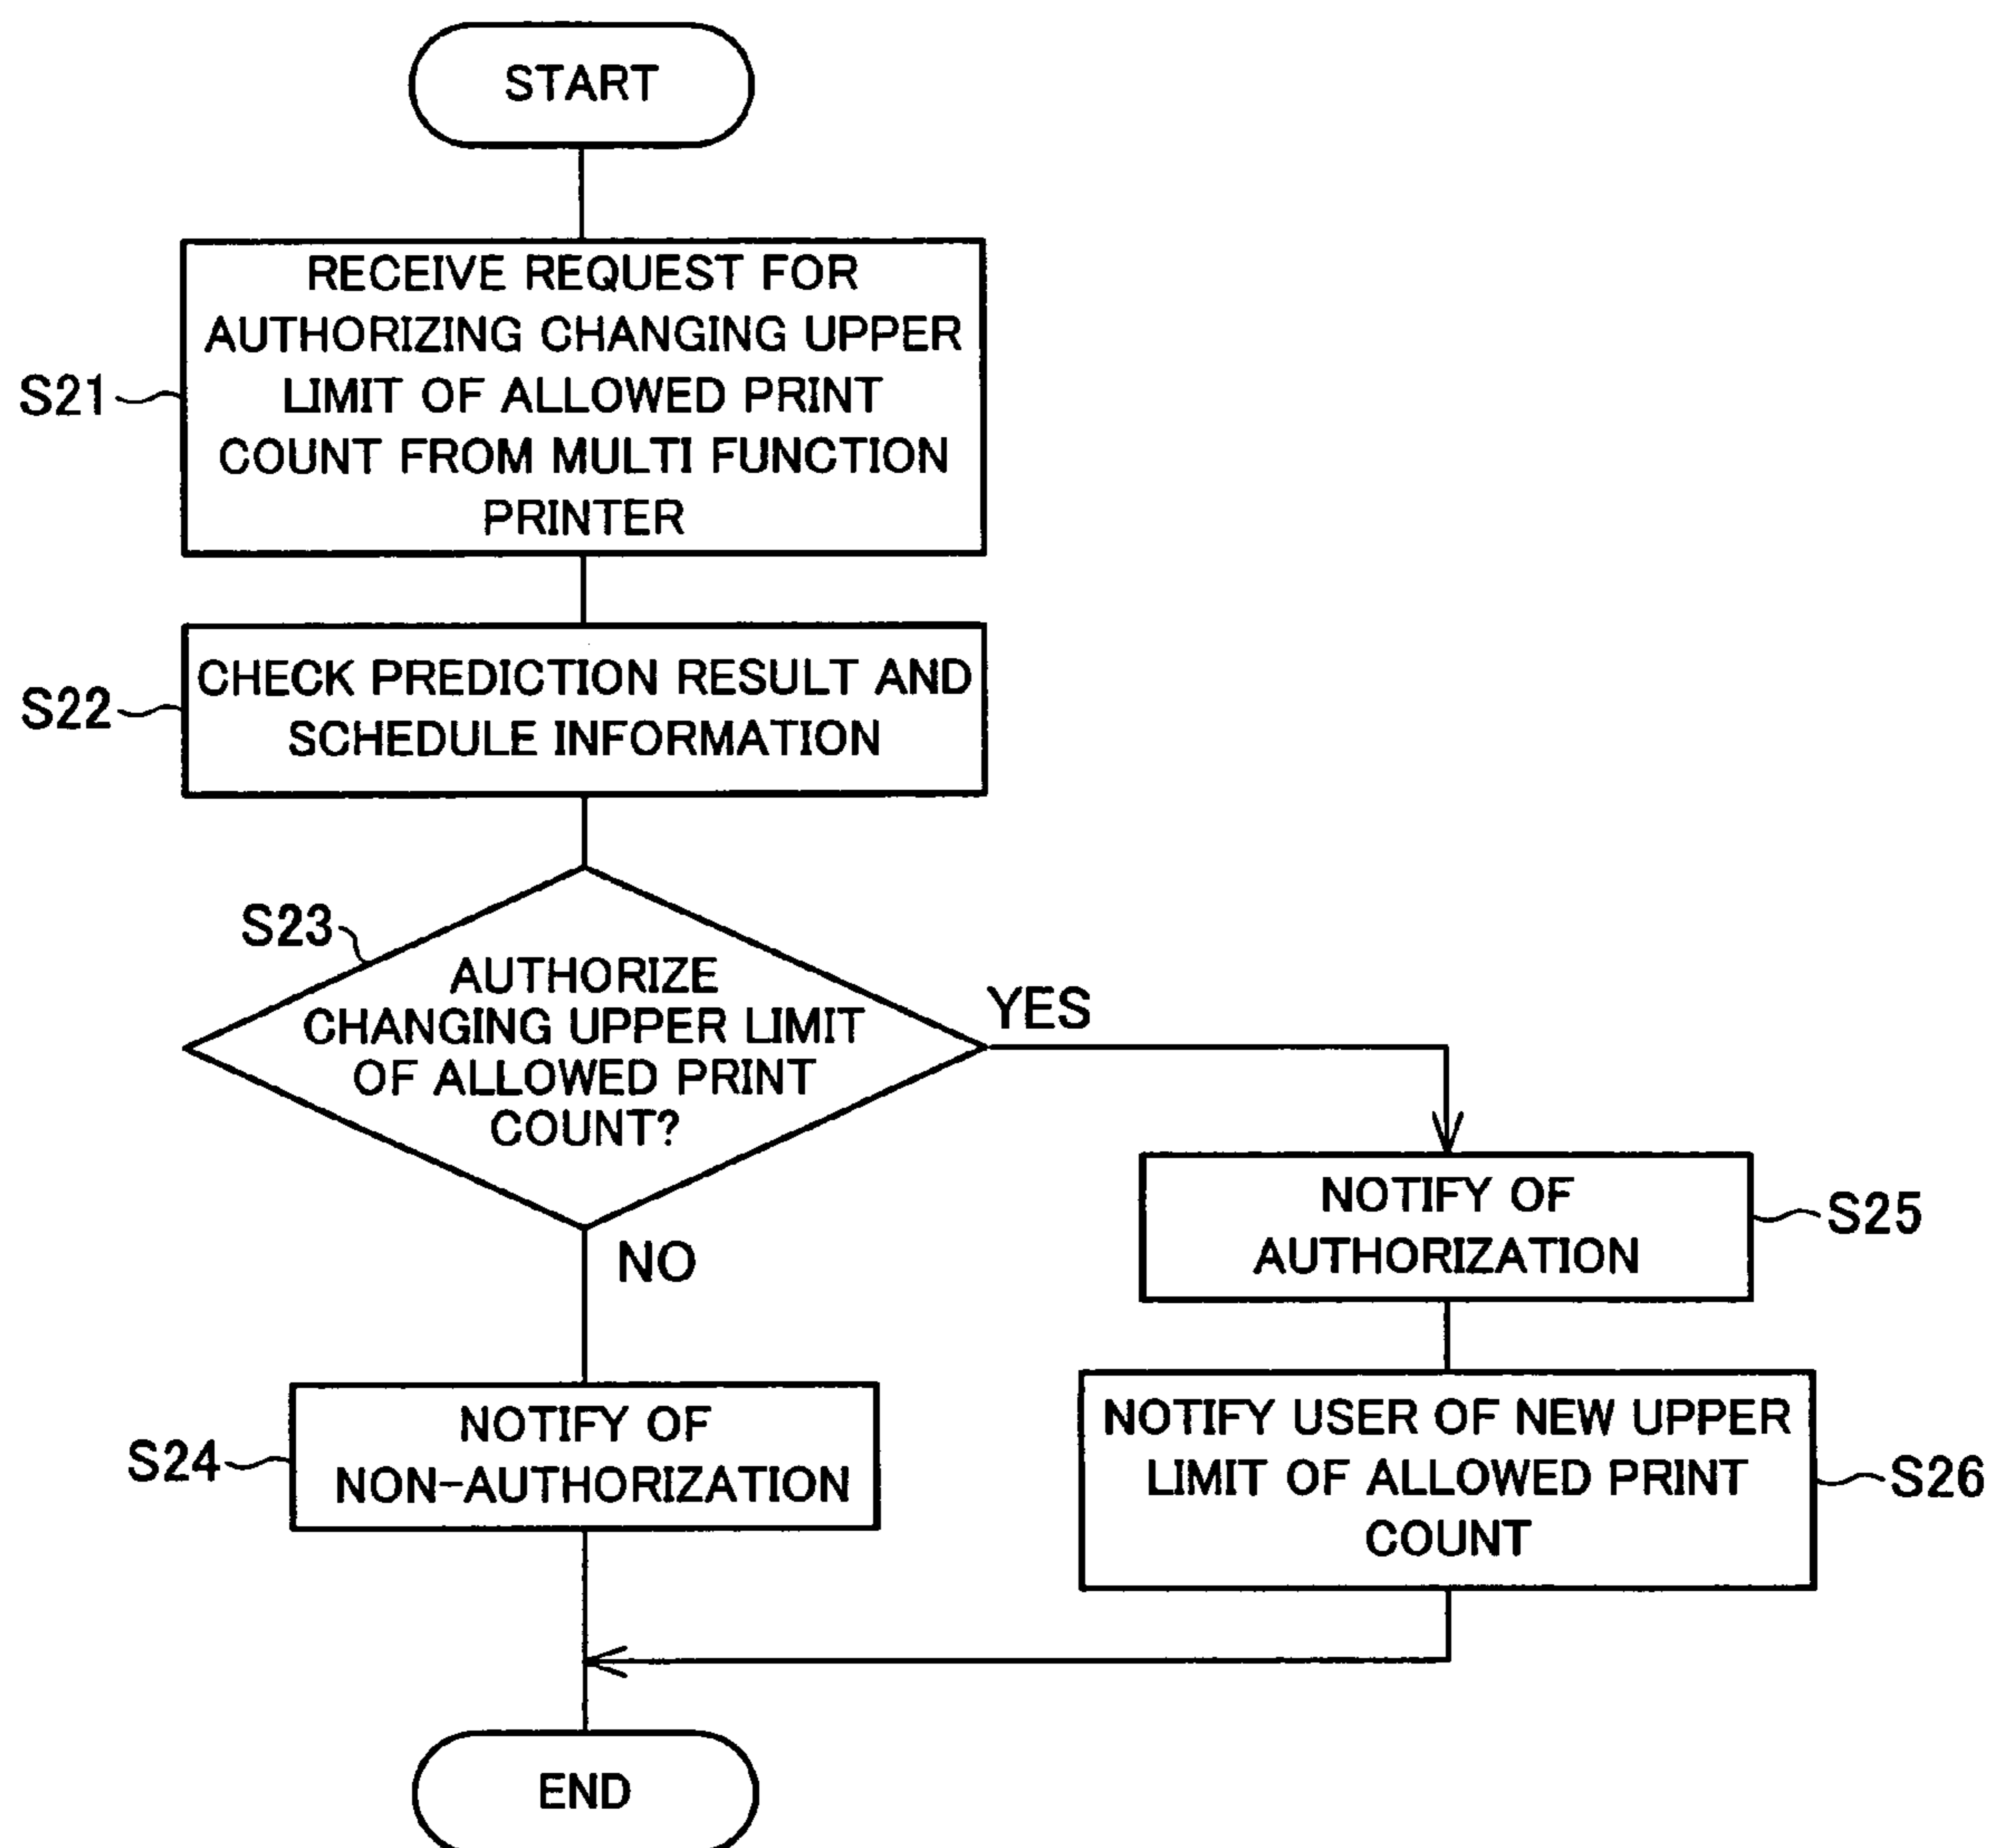 START
S21
RECEIVE REQUEST FOR
AUTHORIZING CHANGING UPPER
LIMIT OF ALLOWED PRINT
COUNT FROM MULTI FUNCTION
PRINTER
S22
CHECK PREDICTION RESULT AND
SCHEDULE INFORMATION
S23
AUTHORIZE
CHANGING UPPER LIMIT
OF ALLOWED PRINT
COUNT?
YES
NO
NOTIFY OF
AUTHORIZATION
S25
S24
NOTIFY OF
NON-AUTHORIZATION
NOTIFY USER OF NEW UPPER
LIMIT OF ALLOWED PRINT
COUNT
S26
END